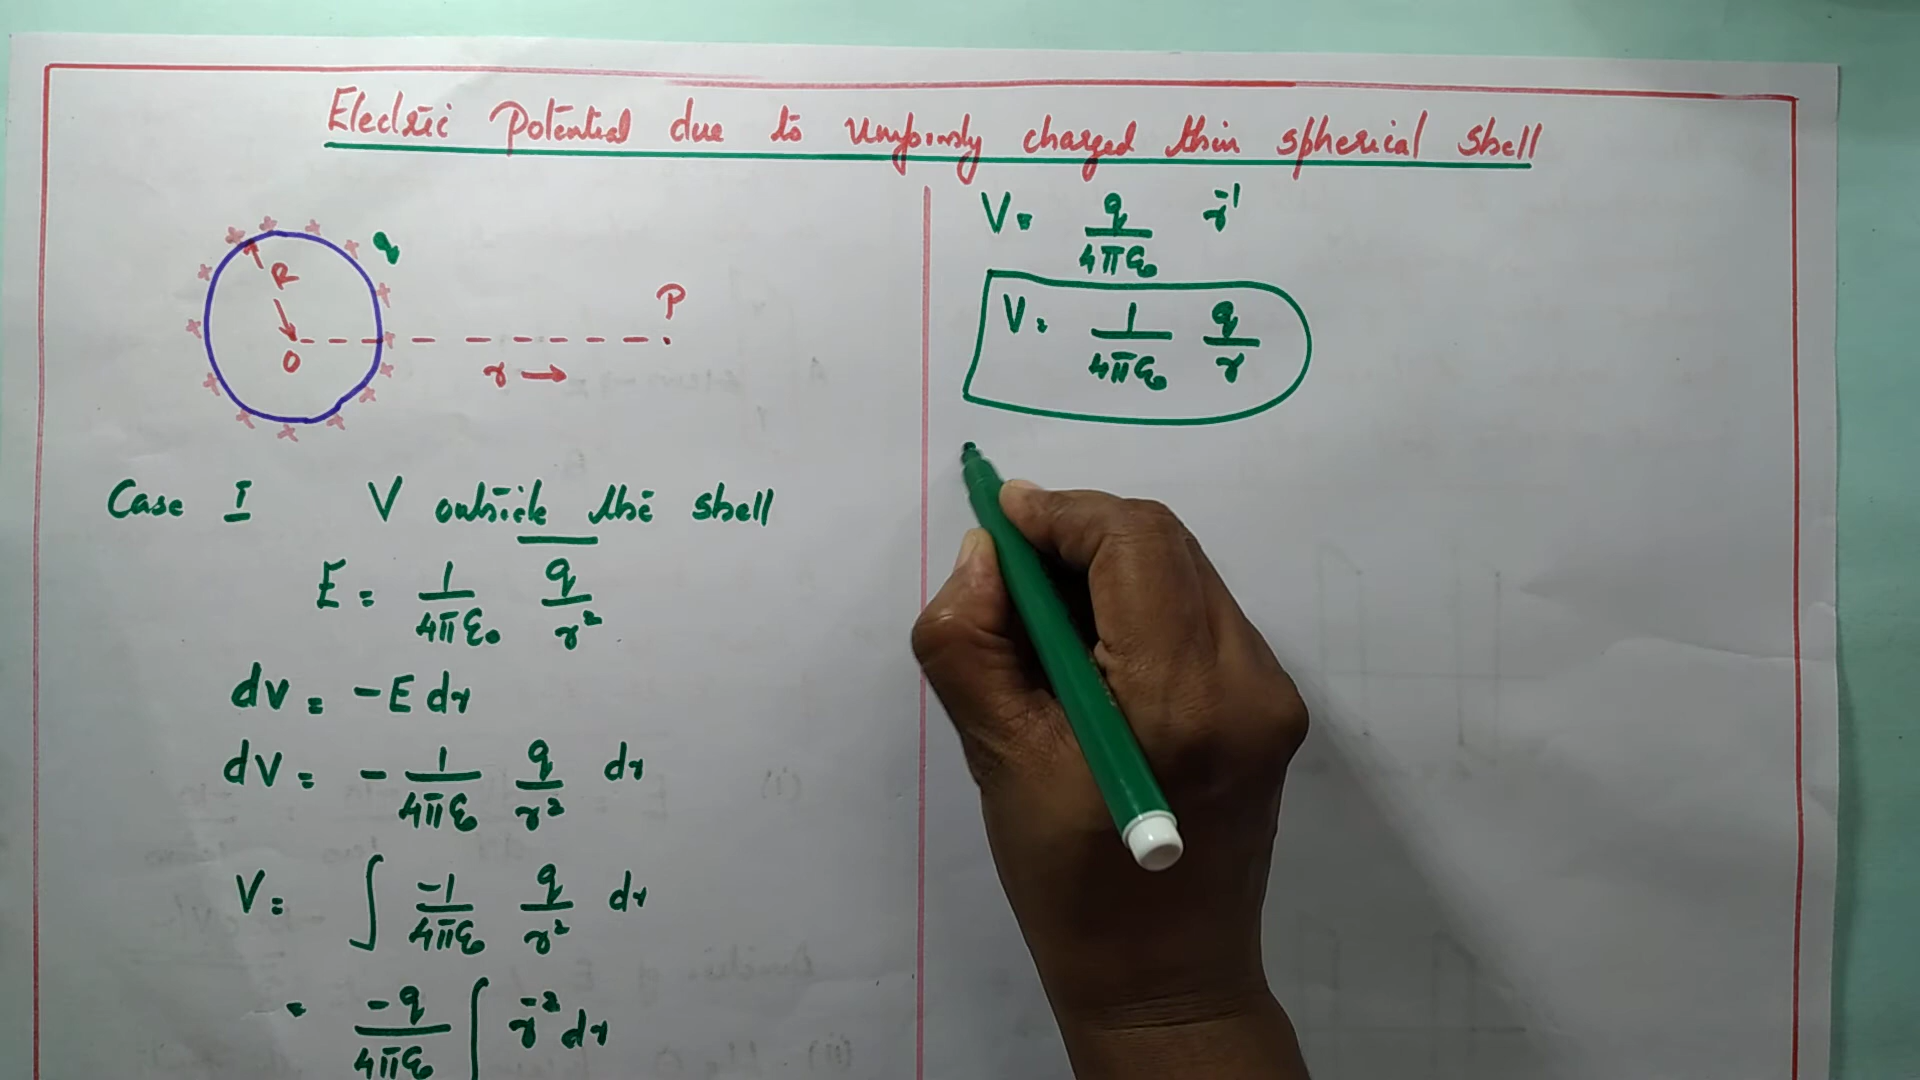 Electric Potential due to Uniformly charged thin spherical shell
q
R
O
P
r →
Case I V outside the shell
E = 1/4πε₀ q/r²
dV = -E dr
dV = - 1/4πε₀ q/r² dr
V = ∫ -1/4πε₀ q/r² dr
= -q/4πε₀ ∫ r⁻² dr
V = q/4πε₀ r⁻¹
V = 1/4πε₀ q/r